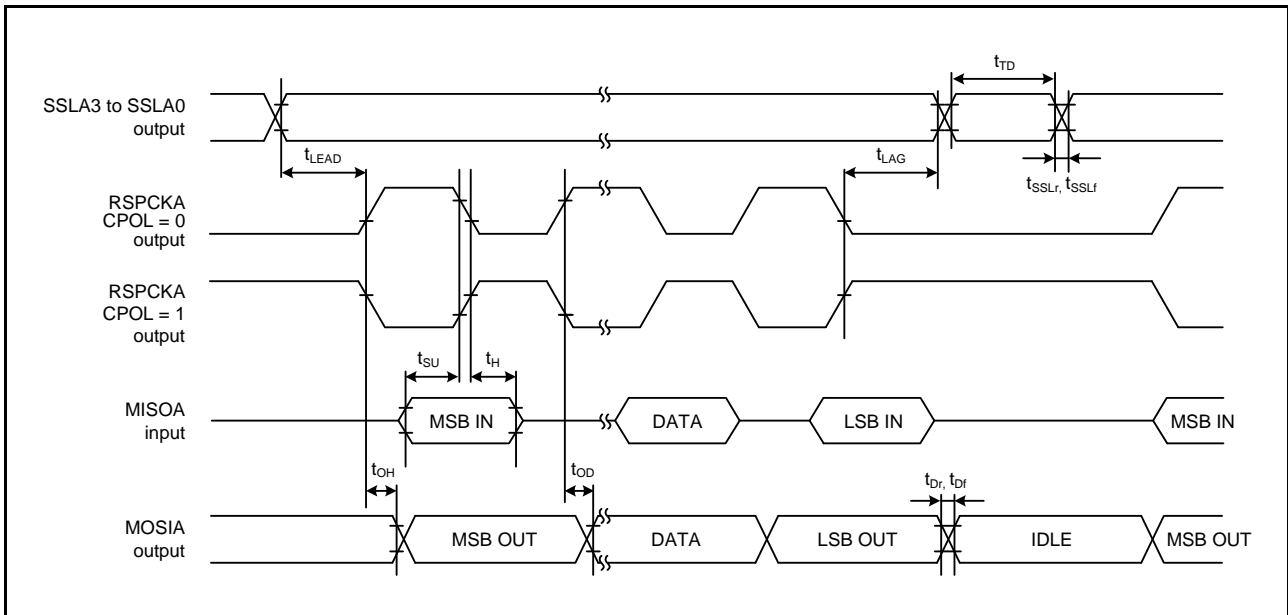 tTD
SSLA3 to SSLA0
output
tLEAD
tLAG
tSSLr, tSSLf
RSPCKA
CPOL = 0
output
RSPCKA
CPOL = 1
output
tSU
tH
MISOA
input
MSB IN
DATA
LSB IN
MSB IN
tOH
tOD
tDr, tDf
MOSIA
output
MSB OUT
DATA
LSB OUT
IDLE
MSB OUT